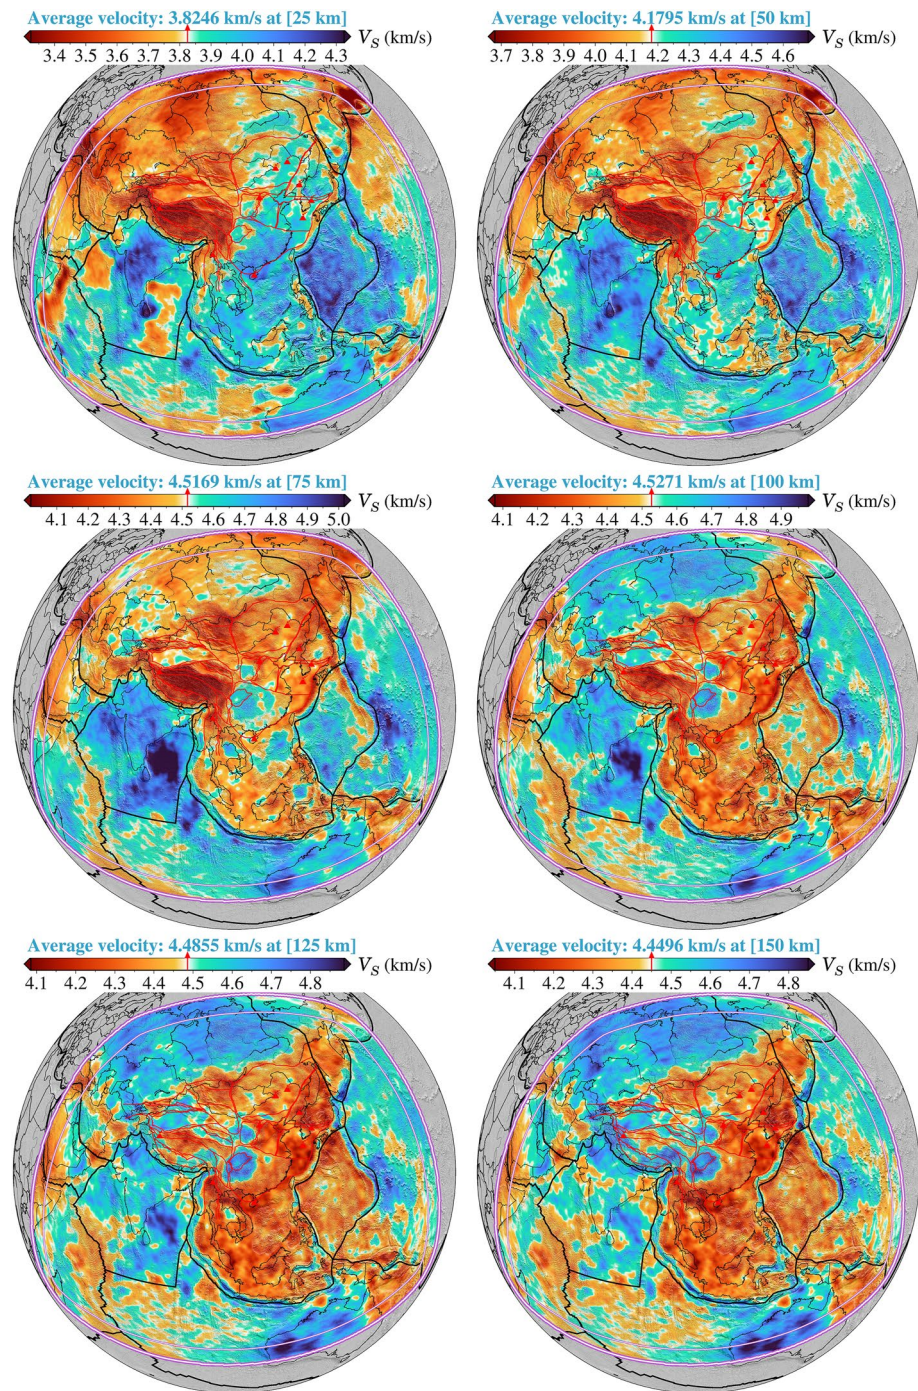 Average velocity: 3.8246 km/s at [25 km]
3.4 3.5 3.6 3.7 3.8 3.9 4.0 4.1 4.2 4.3 VS (km/s)
Average velocity: 4.1795 km/s at [50 km]
3.7 3.8 3.9 4.0 4.1 4.2 4.3 4.4 4.5 4.6 VS (km/s)
Average velocity: 4.5169 km/s at [75 km]
4.1 4.2 4.3 4.4 4.5 4.6 4.7 4.8 4.9 5.0 VS (km/s)
Average velocity: 4.5271 km/s at [100 km]
4.1 4.2 4.3 4.4 4.5 4.6 4.7 4.8 4.9 VS (km/s)
Average velocity: 4.4855 km/s at [125 km]
4.1 4.2 4.3 4.4 4.5 4.6 4.7 4.8 VS (km/s)
Average velocity: 4.4496 km/s at [150 km]
4.1 4.2 4.3 4.4 4.5 4.6 4.7 4.8 VS (km/s)